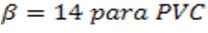 β = 14 para PVC